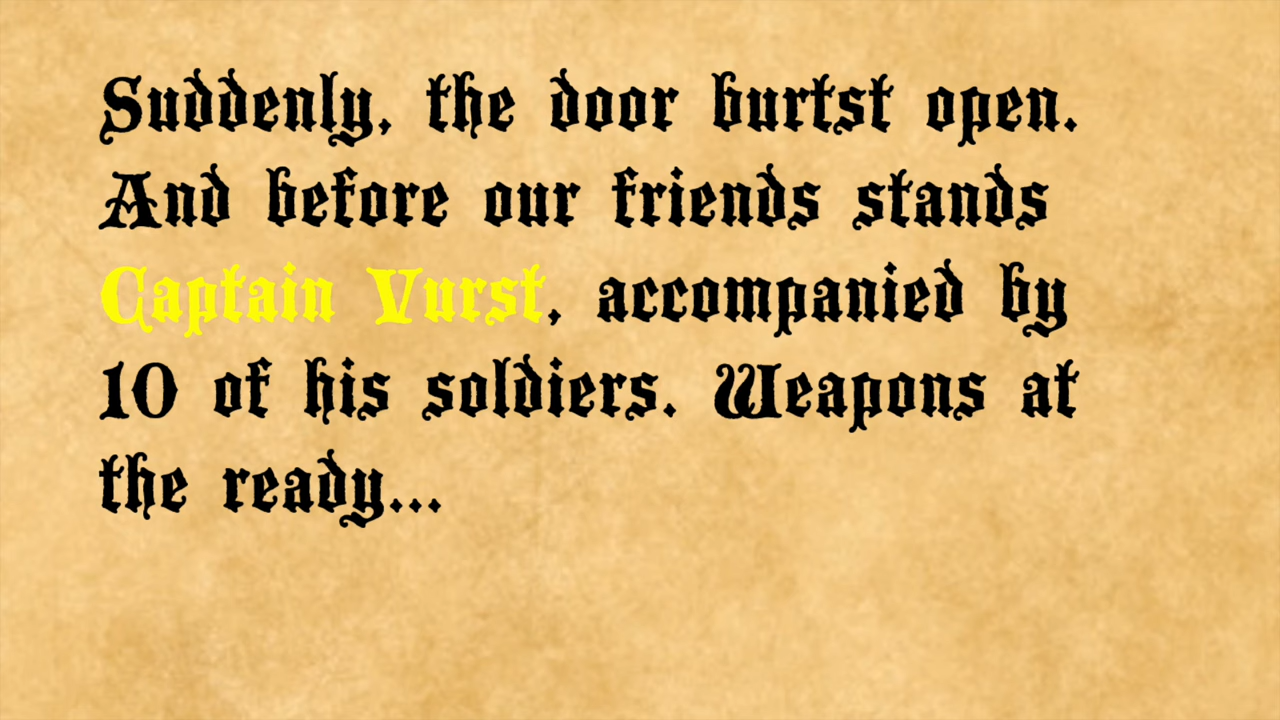 Suddenly, the door burtst open.
And before our friends stands
Captain Vurst, accompanied by
10 of his soldiers. Weapons at
the ready...